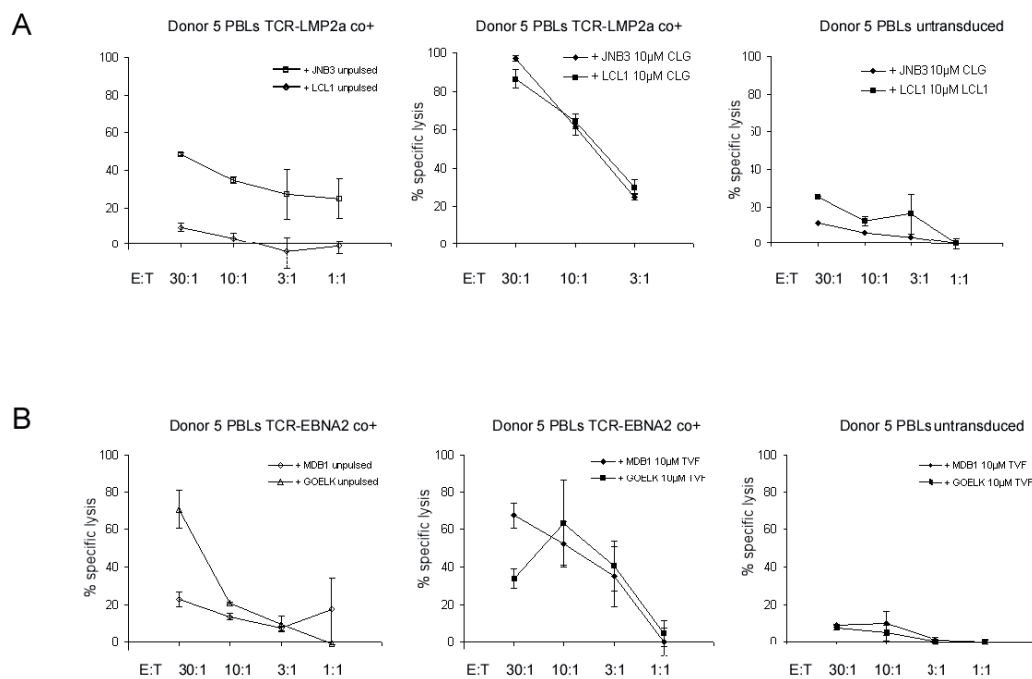 A
Donor 5 PBLs TCR-LMP2a co+
Donor 5 PBLs TCR-LMP2a co+
Donor 5 PBLs untransduced
% specific lysis
100
80
60
40
20
0
+ JNB3 unpulsed
+ LCL1 unpulsed
E:T 30:1 10:1 3:1 1:1
% specific lysis
100
80
60
40
20
0
+ JNB3 10µM CLG
+ LCL1 10µM CLG
E:T 30:1 10:1 3:1
% specific lysis
100
80
60
40
20
0
+ JNB3 10µM CLG
+ LCL1 10µM LCL1
E:T 30:1 10:1 3:1 1:1
B
Donor 5 PBLs TCR-EBNA2 co+
Donor 5 PBLs TCR-EBNA2 co+
Donor 5 PBLs untransduced
% specific lysis
100
80
60
40
20
0
+ MDB1 unpulsed
+ GOELK unpulsed
E:T 30:1 10:1 3:1 1:1
% specific lysis
100
80
60
40
20
0
+ MDB1 10µM TVF
+ GOELK 10µM TVF
E:T 30:1 10:1 3:1 1:1
% specific lysis
100
80
60
40
20
0
+ MDB1 10µM TVF
+ GOELK 10µM TVF
E:T 30:1 10:1 3:1 1:1